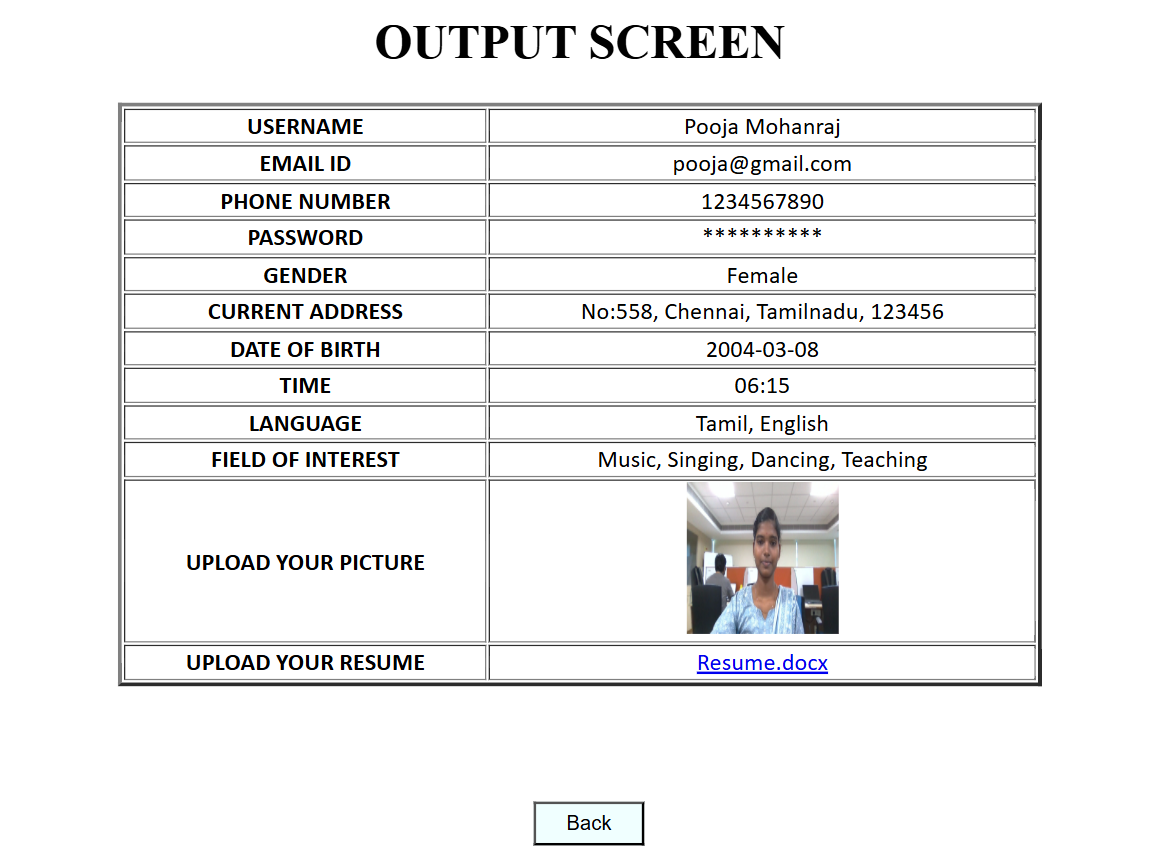 OUTPUT SCREEN
USERNAME Pooja Mohanraj
EMAIL ID pooja@gmail.com
PHONE NUMBER 1234567890
PASSWORD **********
GENDER Female
CURRENT ADDRESS No:558, Chennai, Tamilnadu, 123456
DATE OF BIRTH 2004-03-08
TIME 06:15
LANGUAGE Tamil, English
FIELD OF INTEREST Music, Singing, Dancing, Teaching
UPLOAD YOUR PICTURE
UPLOAD YOUR RESUME Resume.docx
Back